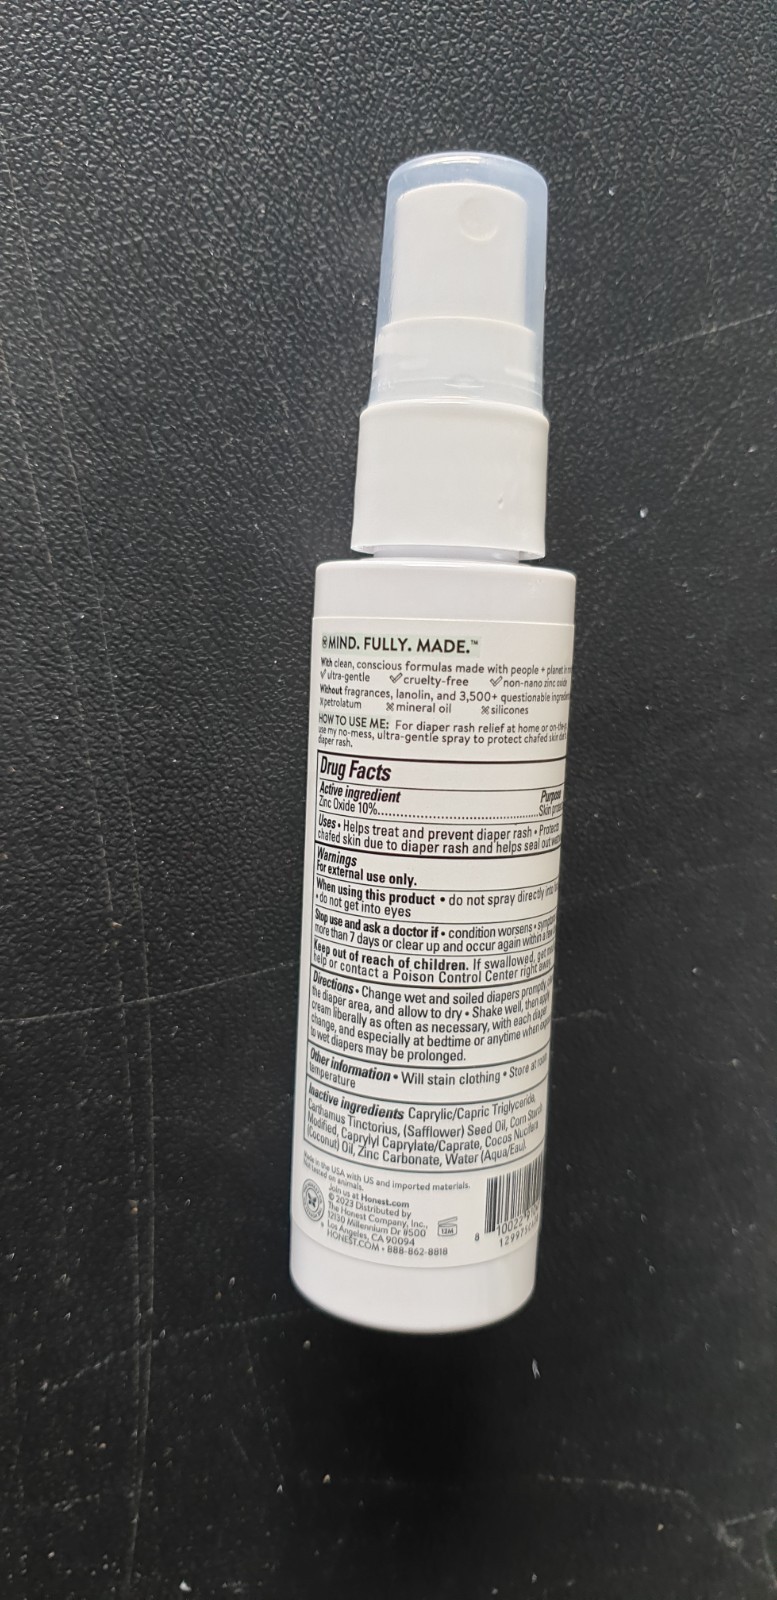 MIND. FULLY. MADE.™
With clean, conscious formulas made with people + planet in
ultra-gentle cruelty-free non-nano zinc oxide
Without fragrances, lanolin, and 3,500+ questionable
petrolatum mineral oil silicones
HOW TO USE ME: For diaper rash relief at home or
use my no-mess, ultra-gentle spray to protect chafed skin
diaper rash.
Drug Facts
Active ingredient Purpose
Zinc Oxide 10%............................................Skin
Uses • Helps treat and prevent diaper rash • Protects
chafed skin due to diaper rash and helps seal out
Warnings
For external use only.
When using this product • do not spray directly into
• do not get into eyes
Stop use and ask a doctor if • condition worsens •
more than 7 days or clear up and occur again within a few
Keep out of reach of children. If swallowed, get
help or contact a Poison Control Center right away.
Directions • Change wet and soiled diapers promptly,
the diaper area, and allow to dry • Shake well, then apply
cream liberally as often as necessary, with each diaper
change, and especially at bedtime or anytime when
to wet diapers may be prolonged.
Other information • Will stain clothing • Store at room
temperature
Inactive ingredients Caprylic/Capric Triglyceride,
Carthamus Tinctorius, (Safflower) Seed Oil, Corn Starch
Modified, Caprylyl Caprylate/Caprate, Cocos Nucifera
(Coconut) Oil, Zinc Carbonate, Water (Aqua/Eau).
Made in the USA with US and imported materials.
Not tested on animals.
Join us at Honest.com
© 2023 Distributed by
The Honest Company, Inc.,
12130 Millennium Dr #500
Los Angeles, CA 90094
HONEST.COM • 888-862-8818
12M
8